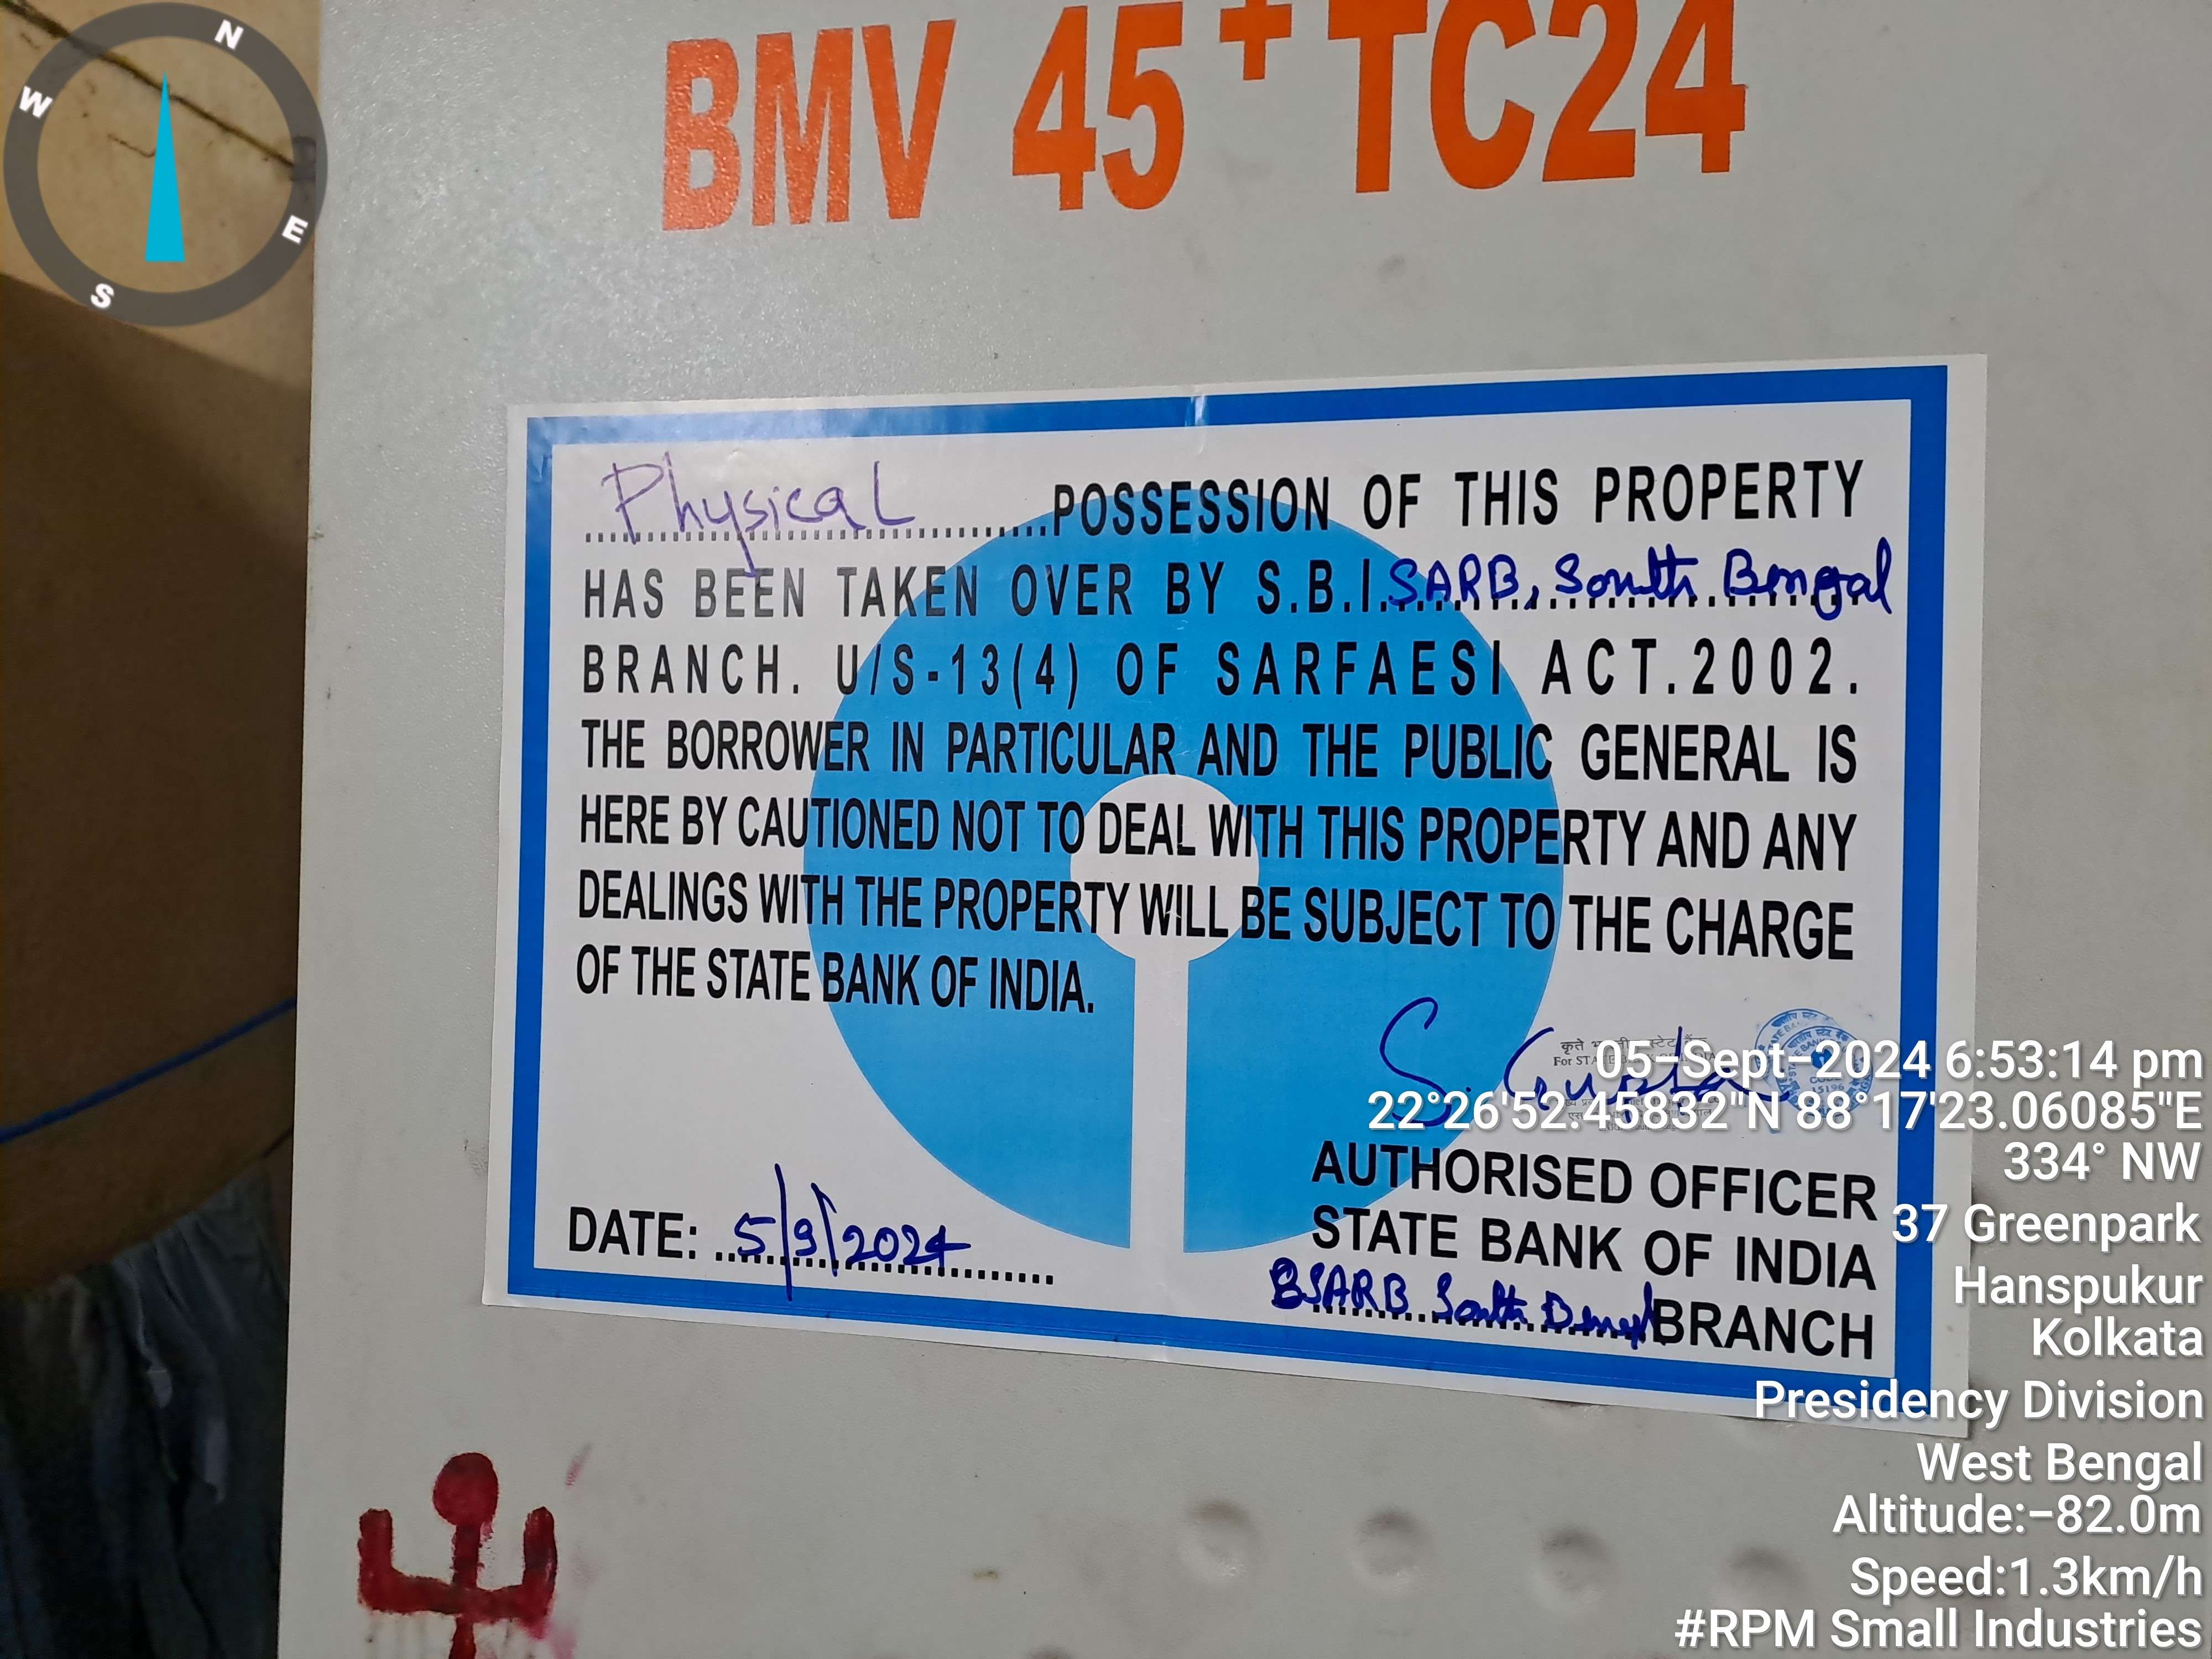 N
W
E
S
BMV 45+ TC24
Physical POSSESSION OF THIS PROPERTY
HAS BEEN TAKEN OVER BY S.B.I. SARB, South Bengal
BRANCH. U/S-13(4) OF SARFAESI ACT.2002.
THE BORROWER IN PARTICULAR AND THE PUBLIC GENERAL IS
HERE BY CAUTIONED NOT TO DEAL WITH THIS PROPERTY AND ANY
DEALINGS WITH THE PROPERTY WILL BE SUBJECT TO THE CHARGE
OF THE STATE BANK OF INDIA.
S. Gupta
DATE: 5/9/2024
AUTHORISED OFFICER
STATE BANK OF INDIA
SARB South Bengal BRANCH
05-Sept-2024 6:53:14 pm
22°26'52.45832"N 88°17'23.06085"E
334° NW
37 Greenpark
Hanspukur
Kolkata
Presidency Division
West Bengal
Altitude:-82.0m
Speed:1.3km/h
#RPM Small Industries